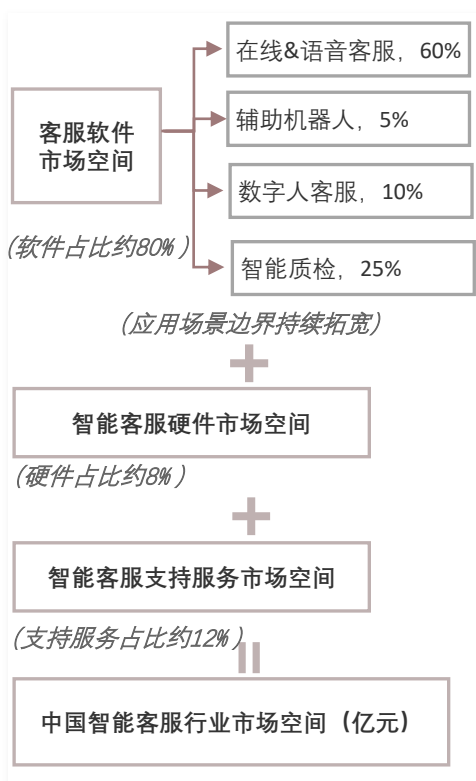 在线&语音客服，60%
客服软件
市场空间
辅助机器人，5%
数字人客服，10%
(软件占比约80%)
智能质检，25%
(应用场景边界持续拓宽)
+
智能客服硬件市场空间
(硬件占比约8%)
+
智能客服支持服务市场空间
(支持服务占比约12%)
=
中国智能客服行业市场空间（亿元）